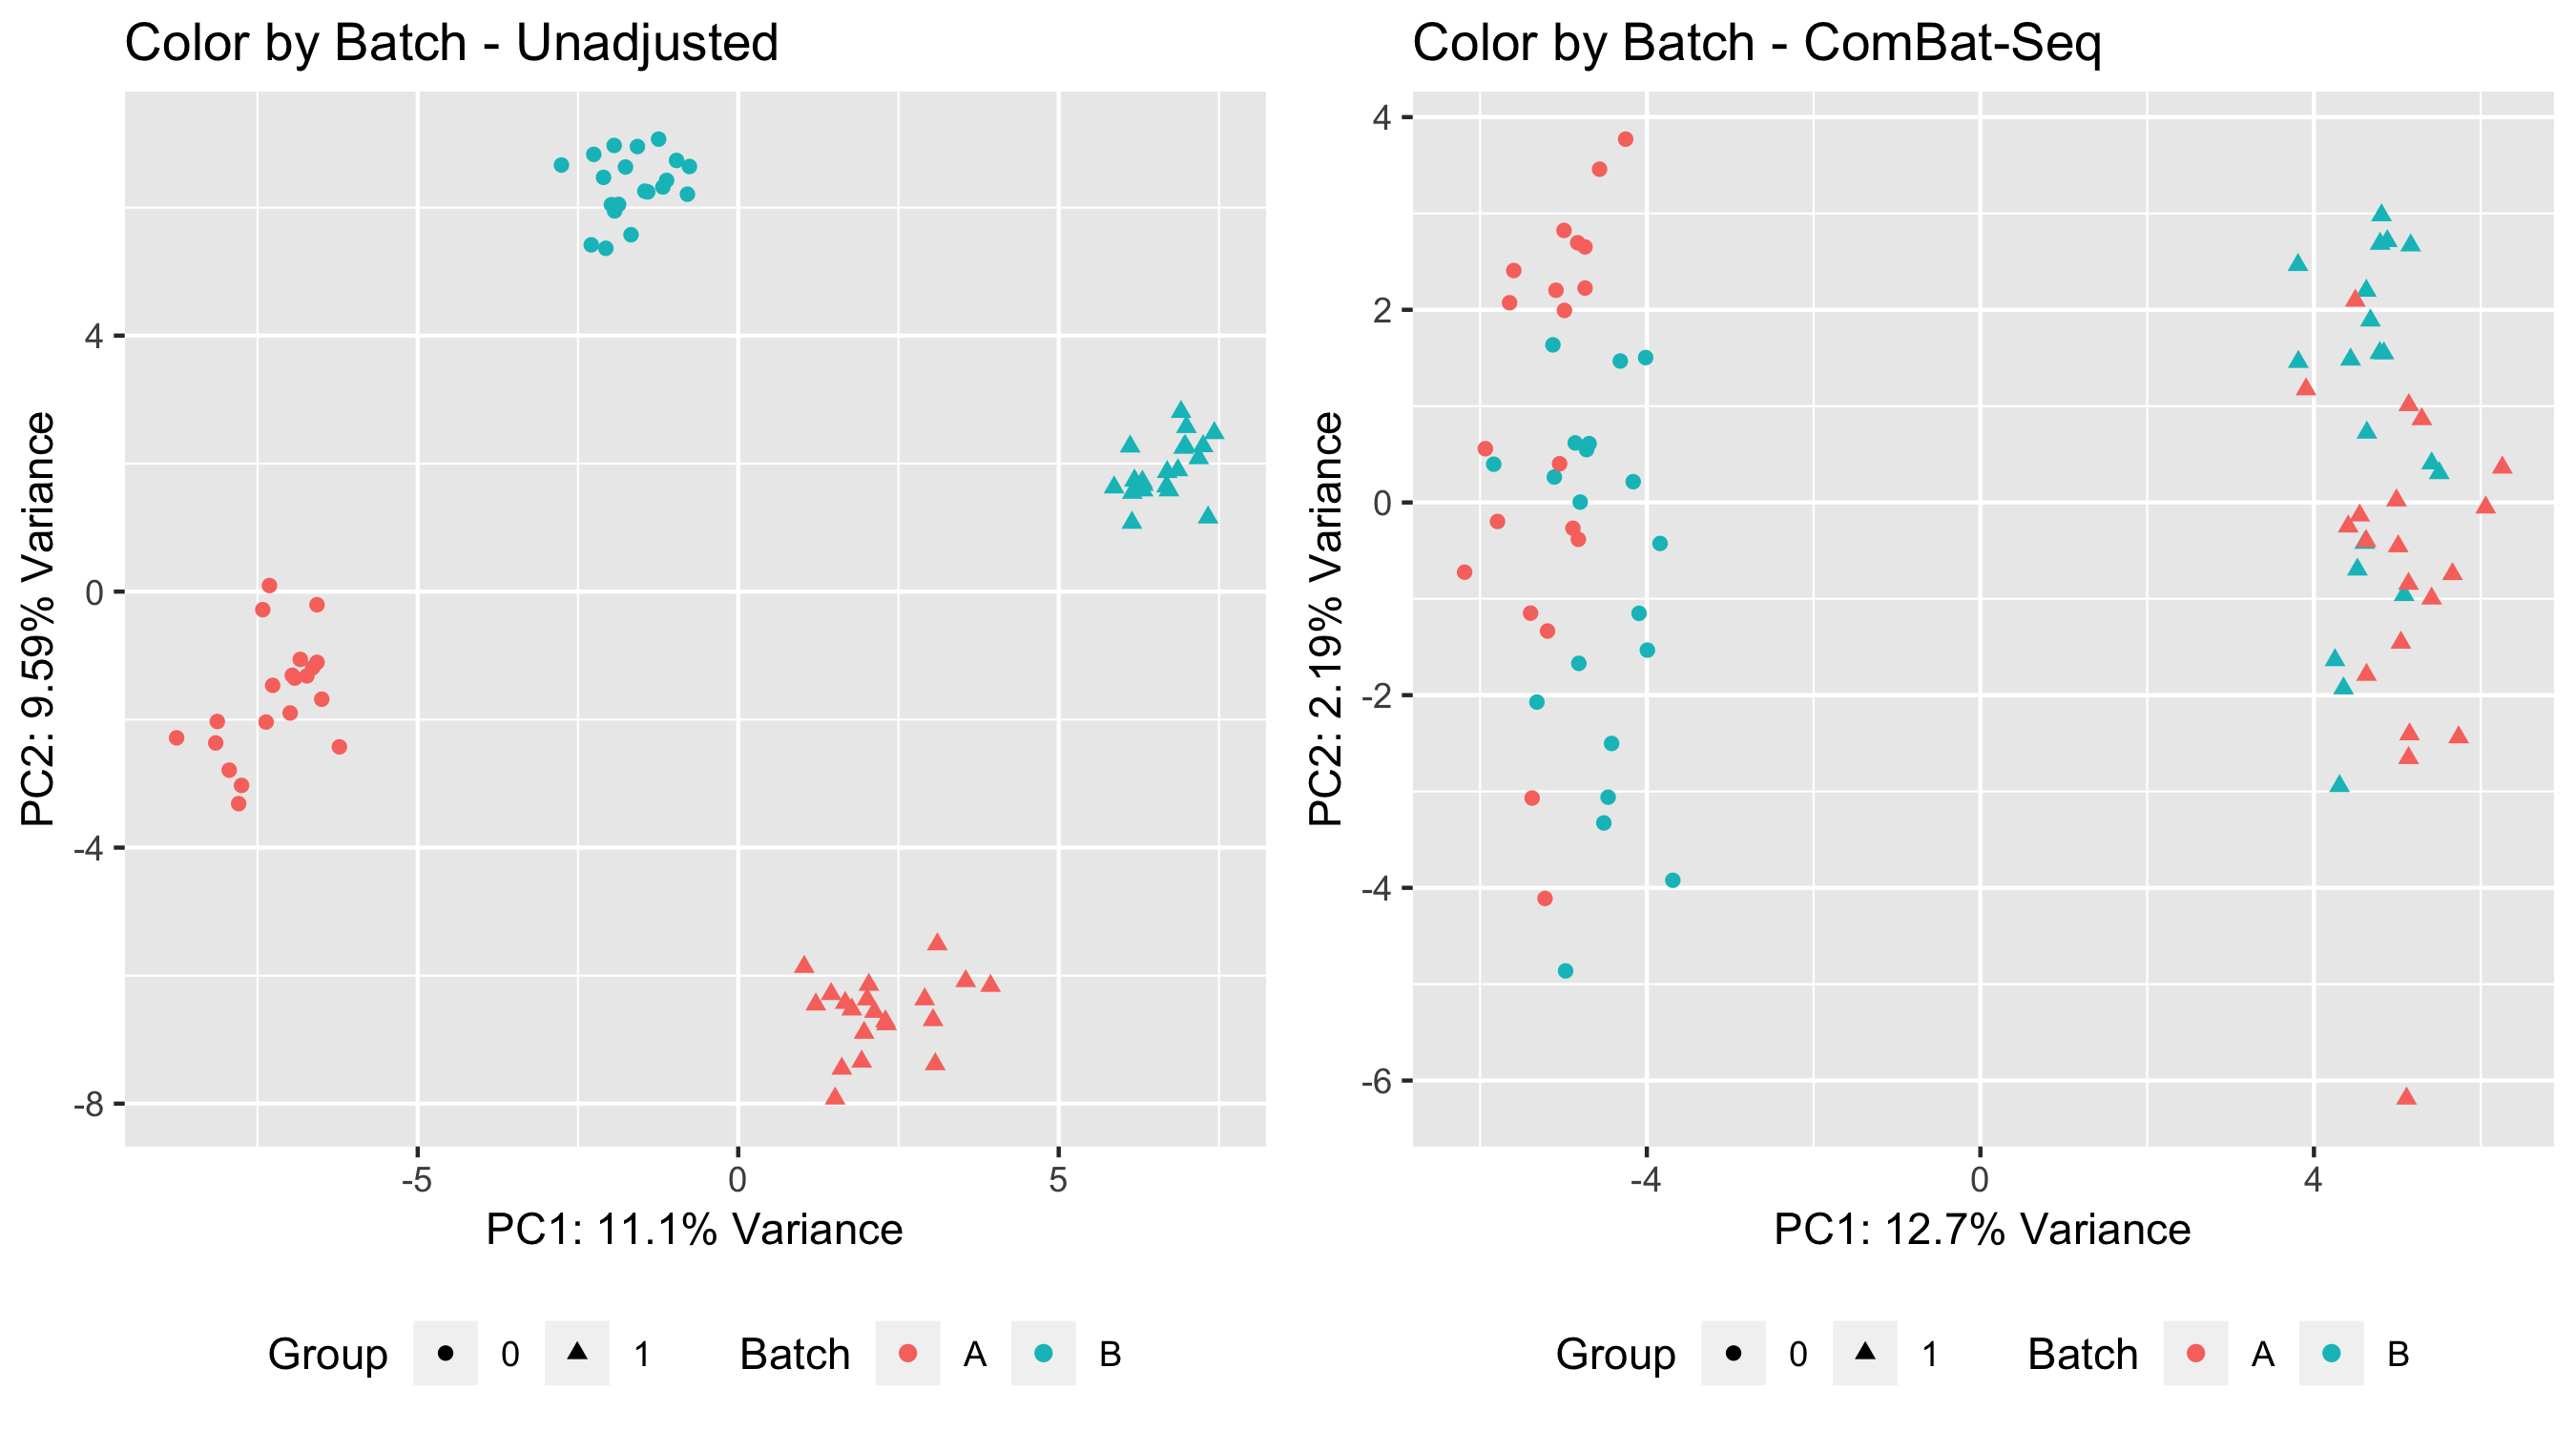 Color by Batch - Unadjusted
4
0
-4
-8
PC2: 9.59% Variance
-5 0 5
PC1: 11.1% Variance
Group 0 1 Batch A B
Color by Batch - ComBat-Seq
4
2
0
-2
-4
-6
PC2: 2.19% Variance
-4 0 4
PC1: 12.7% Variance
Group 0 1 Batch A B